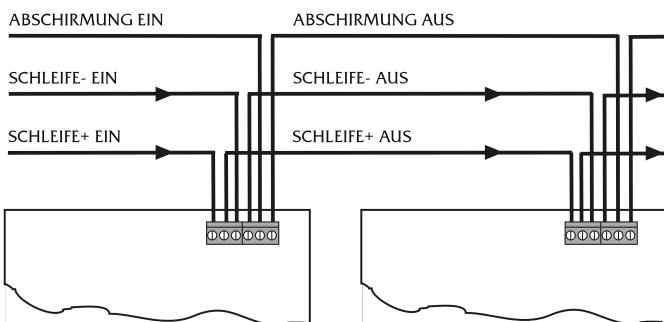 ABSCHIRMUNG EIN
ABSCHIRMUNG AUS
SCHLEIFE- EIN
SCHLEIFE- AUS
SCHLEIFE+ EIN
SCHLEIFE+ AUS